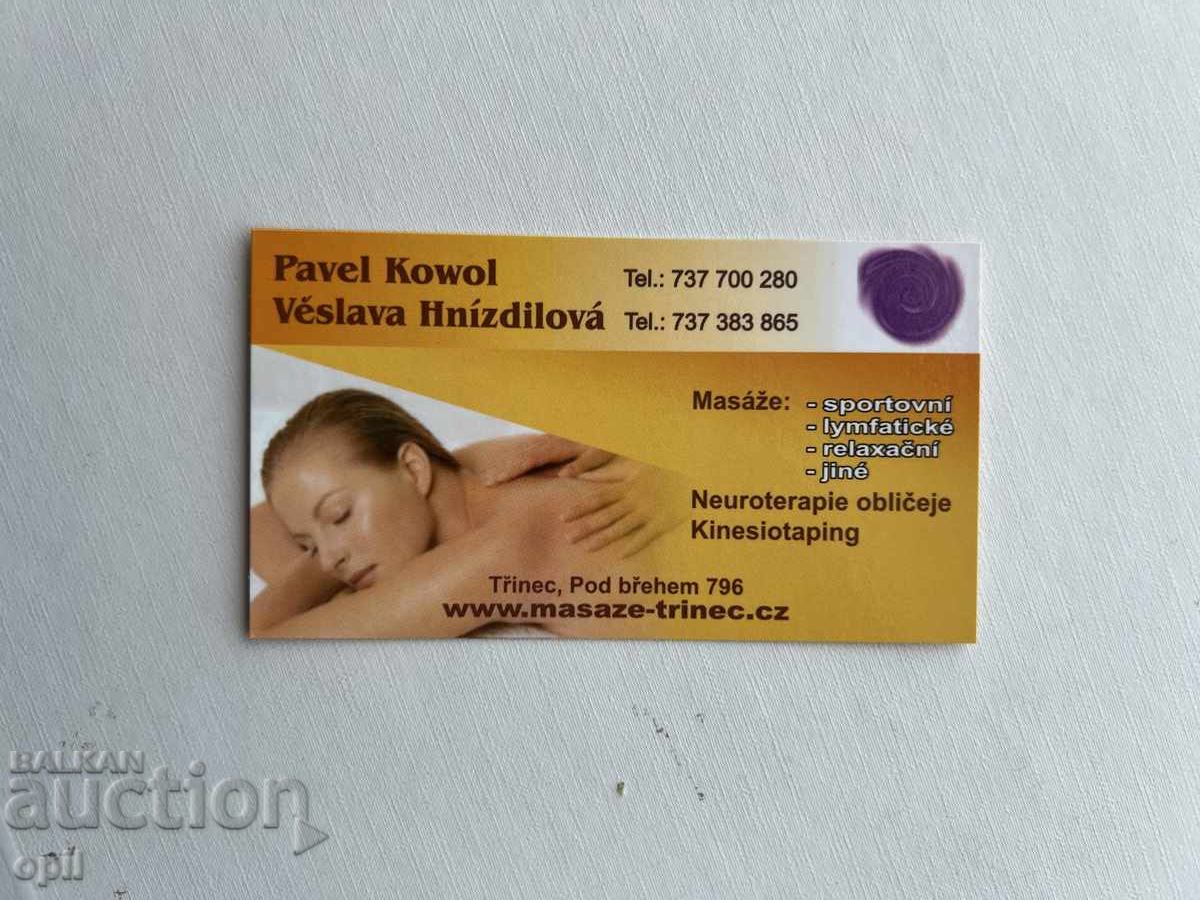 Pavel Kowol Tel.: 737 700 280
Věslava Hnízdilová Tel.: 737 383 865
Masáže: - sportovní
- lymfatické
- relaxační
- jiné
Neuroterapie obličeje
Kinesiotaping
Třinec, Pod břehem 796
www.masaze-trinec.cz
BALKAN
auction
opil